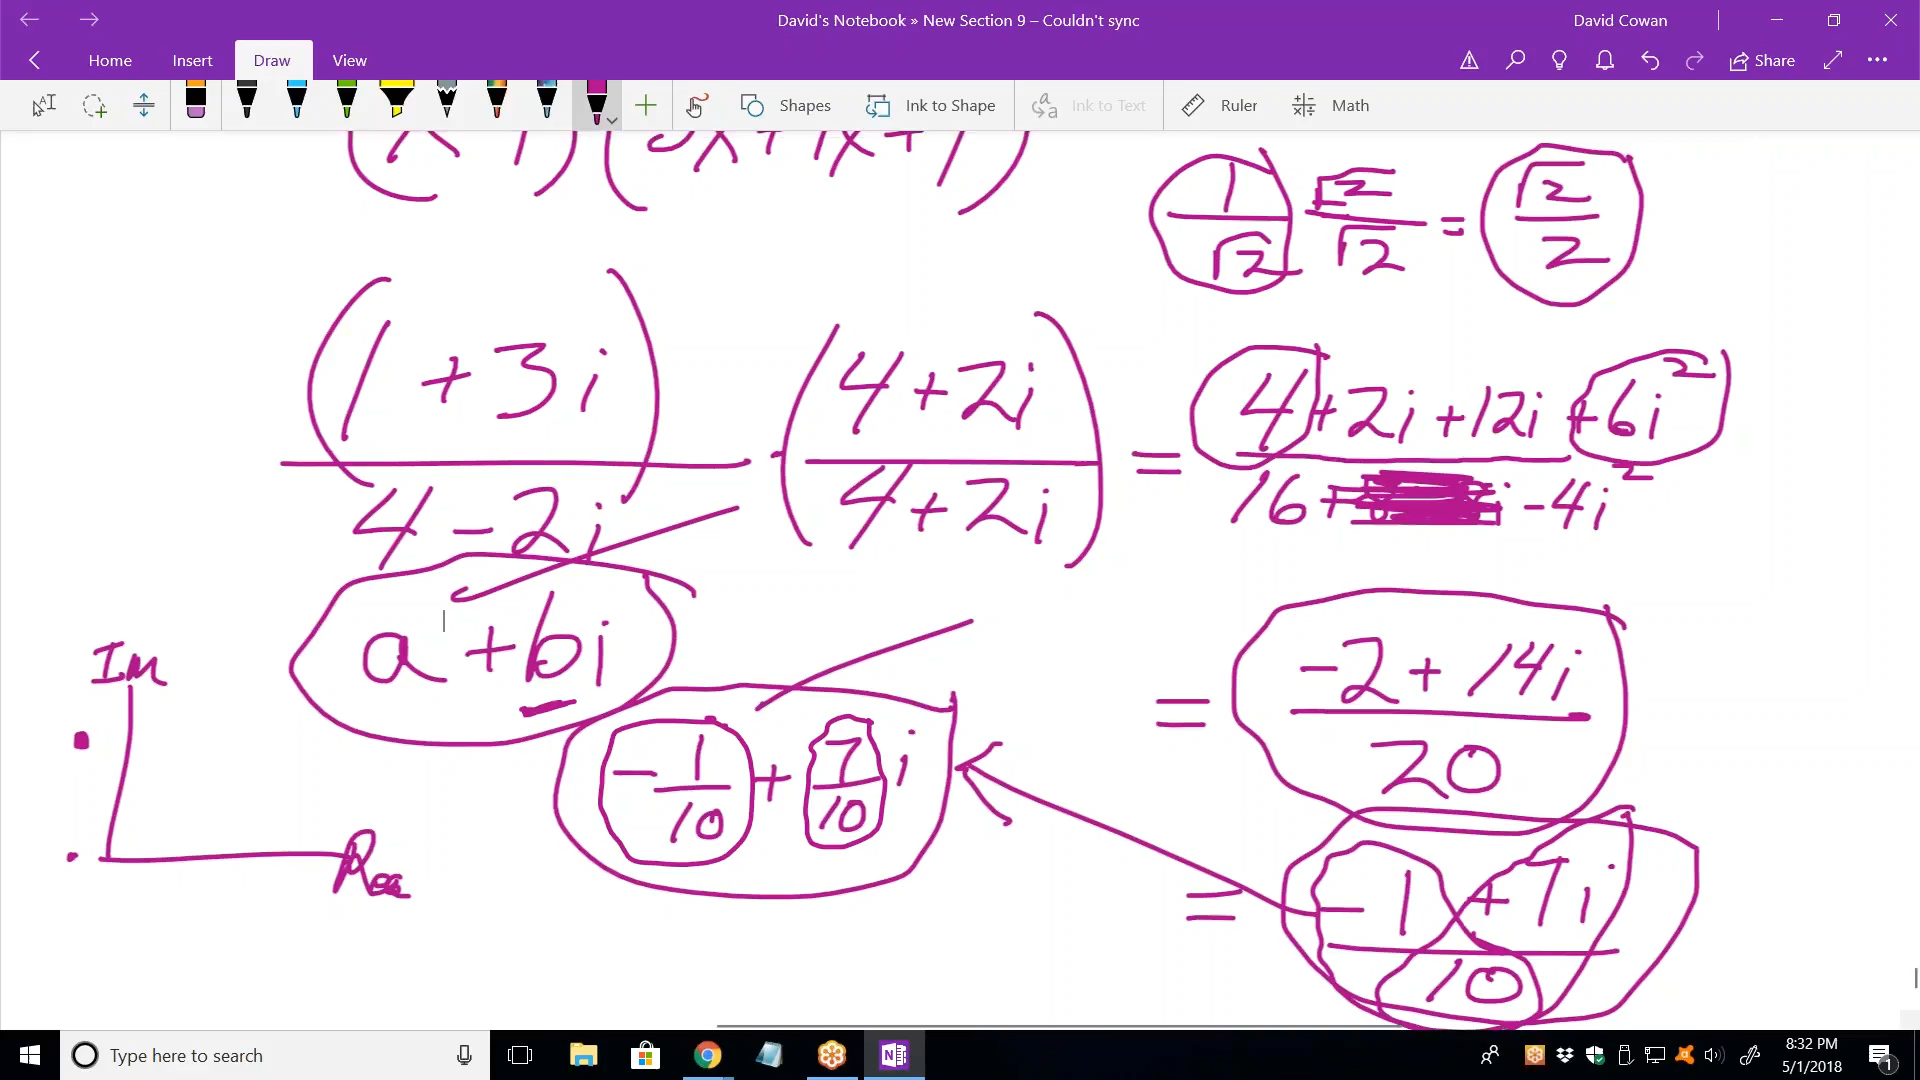 David's Notebook » New Section 9 – Couldn't sync
David Cowan
Home Insert Draw View
Share
Shapes Ink to Shape Ink to Text Ruler Math
1/√2 √2/√2 = √2/2
(1 + 3i)/(4 - 2i) · (4 + 2i)/(4 + 2i) = (4 + 2i + 12i + 6i²)/(16 + i - 4i²)
a + bi
= (-2 + 14i)/20
Im
-1/10 + 7/10 i
Rea
= (-1 + 7i)/10
Type here to search
8:32 PM
5/1/2018
1